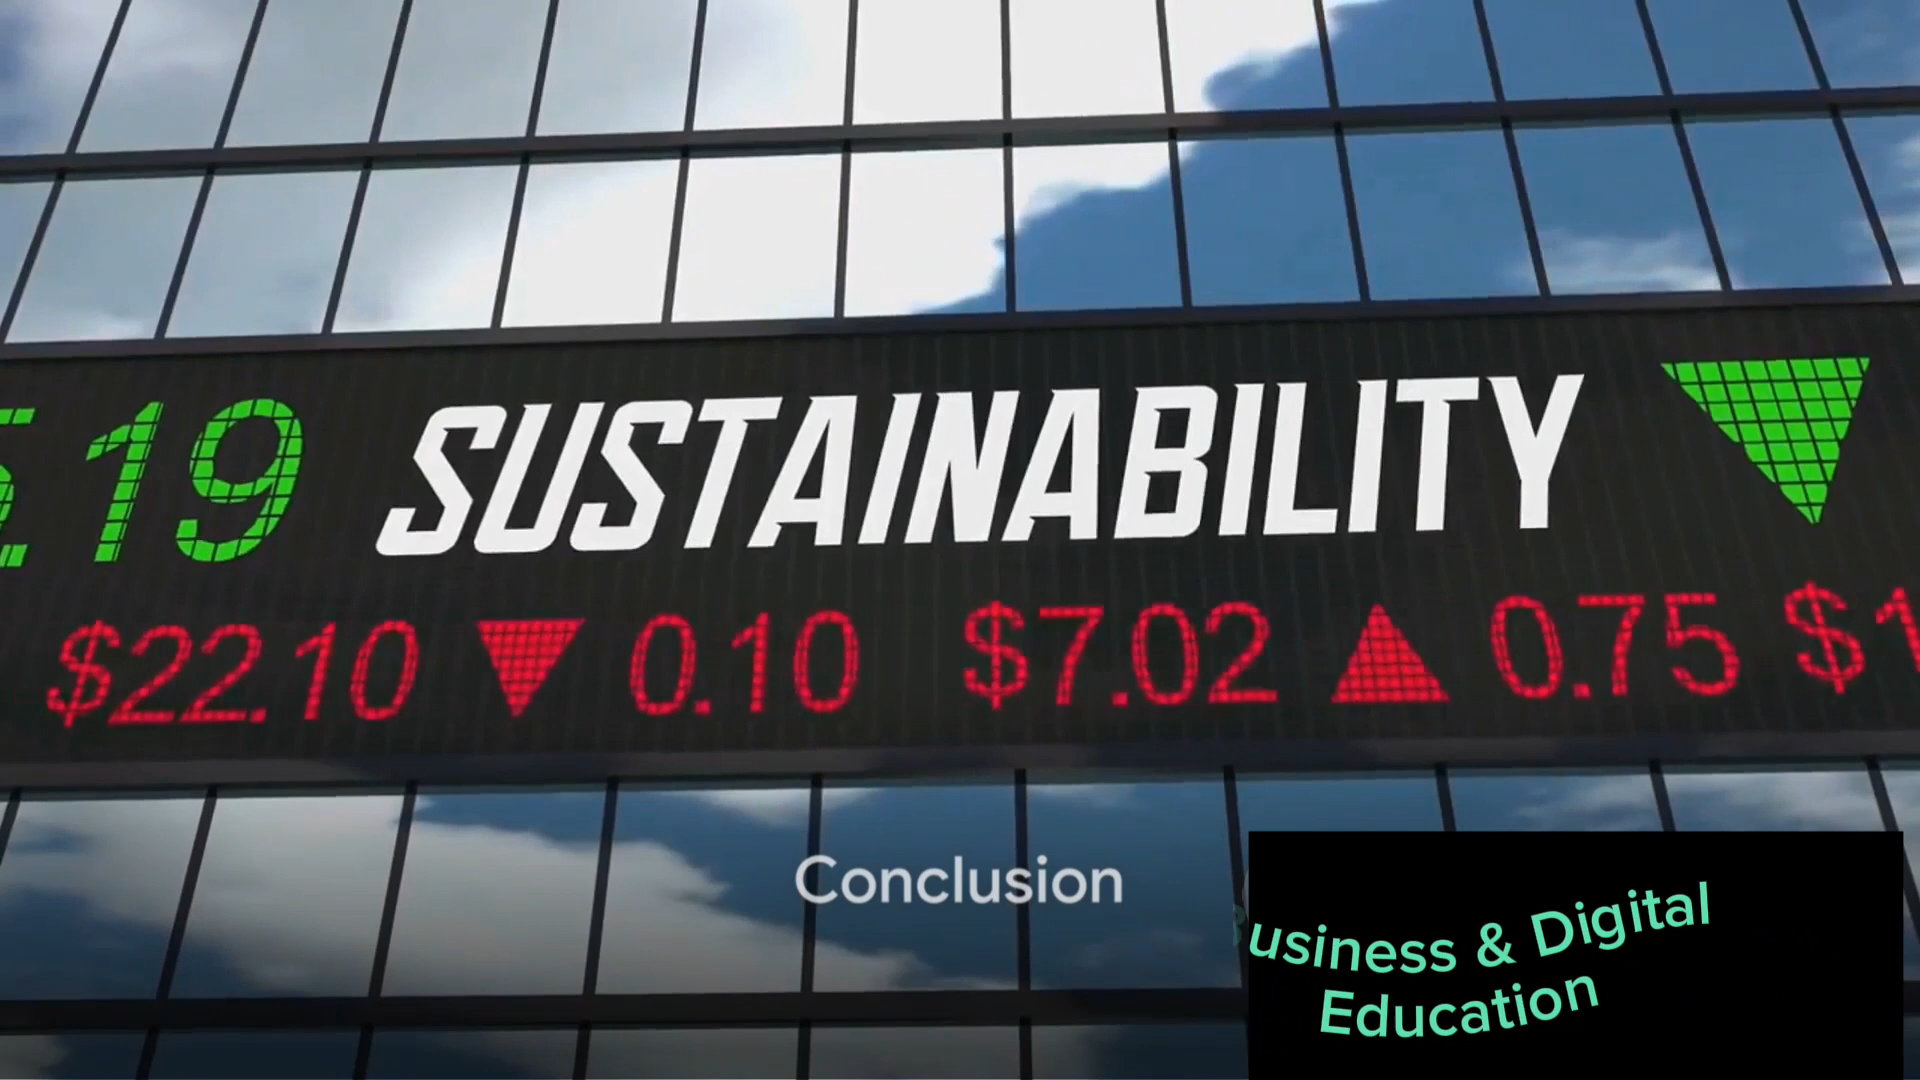 19 SUSTAINABILITY
$22.10 0.10 $7.02 0.75 $1
Conclusion
usiness & Digital
Education